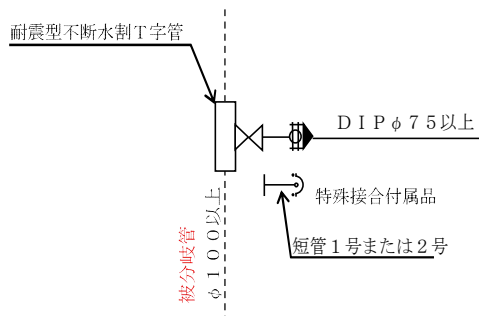 耐震型不断水割Ｔ字管
ＤＩＰφ７５以上
特殊接合付属品
短管１号または２号
被分岐管
φ１００以上